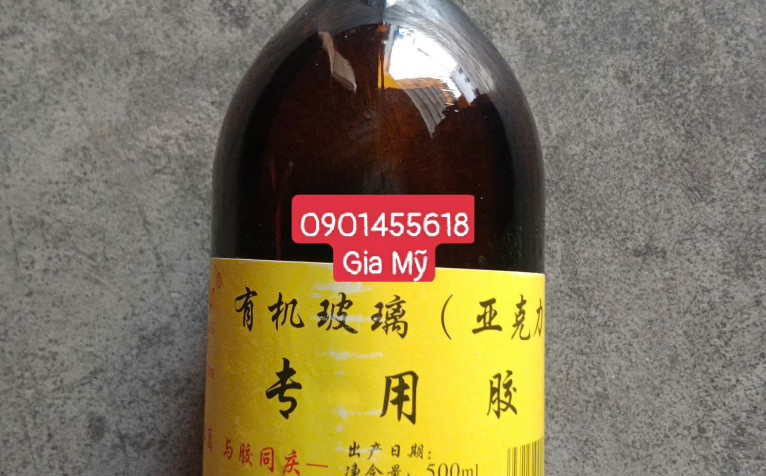 0901455618
Gia Mỹ
®
有机玻璃（亚克力
专用胶
与胶同庆一
出产日期：
净含量：500ml